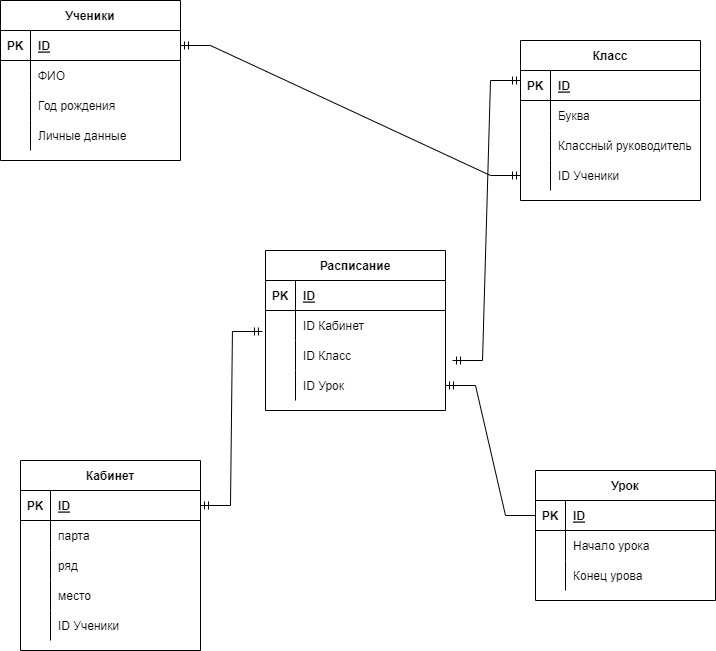 Ученики
PK ID
ФИО
Год рождения
Личные данные
Класс
PK ID
Буква
Классный руководитель
ID Ученики
Расписание
PK ID
ID Кабинет
ID Класс
ID Урок
Кабинет
PK ID
парта
ряд
место
ID Ученики
Урок
PK ID
Начало урока
Конец урова